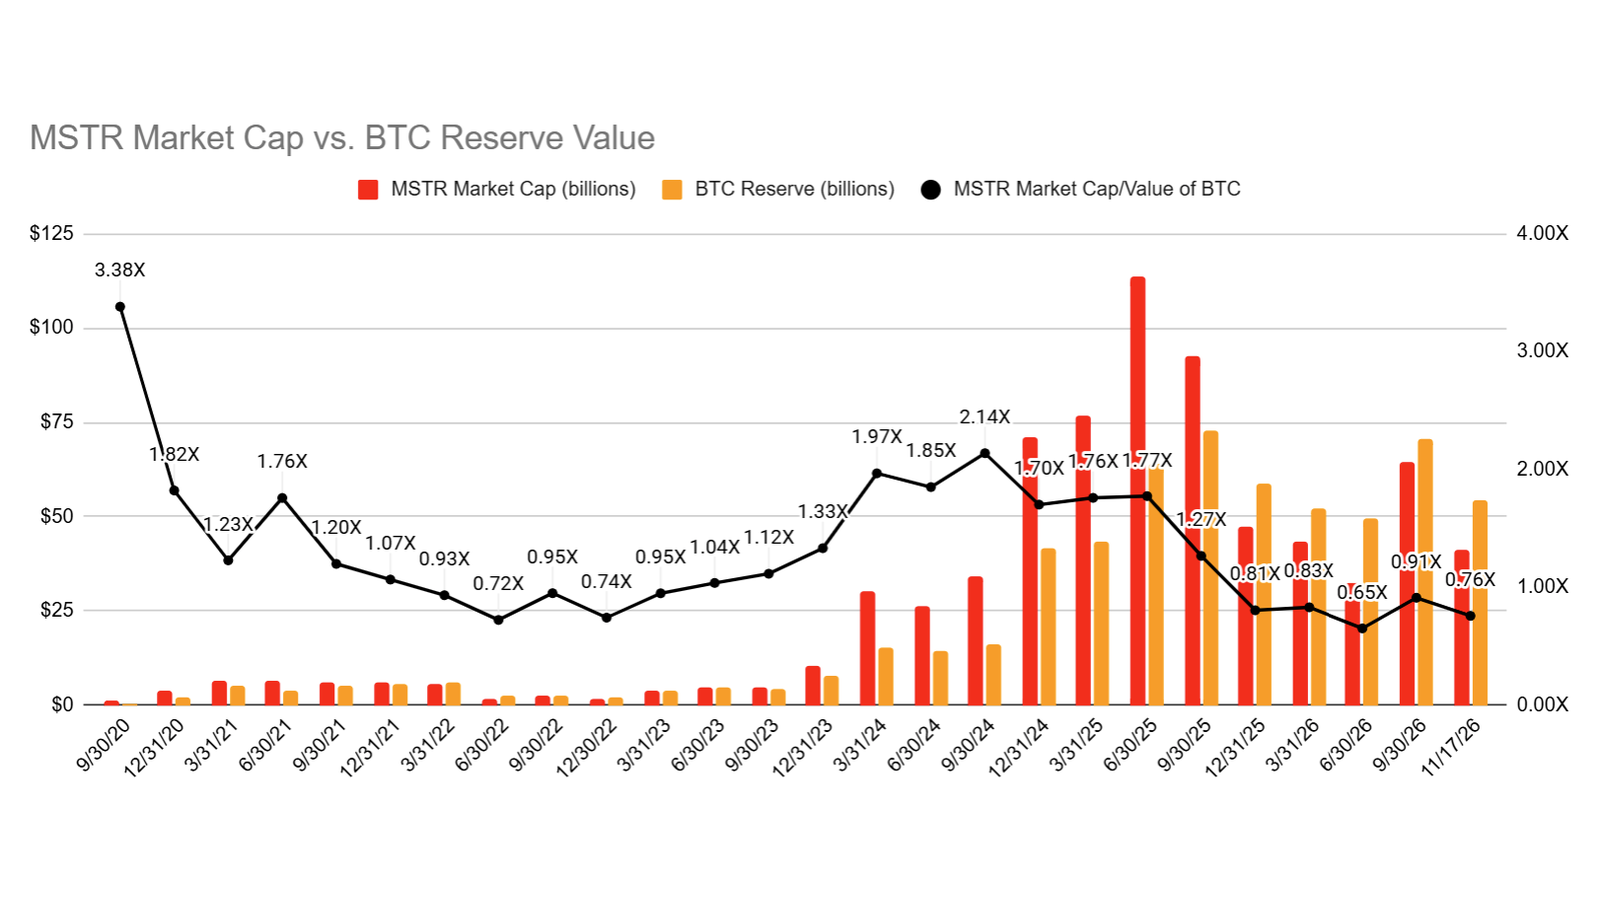 MSTR Market Cap vs. BTC Reserve Value
MSTR Market Cap (billions) BTC Reserve (billions) MSTR Market Cap/Value of BTC
$125 4.00X
3.38X
$100
3.00X
$75
2.14X
1.97X
1.85X
1.82X 1.76X 1.70X 1.76X 1.77X
2.00X
$50
1.23X 1.20X 1.33X 1.27X
1.07X 0.93X 0.95X 0.95X 1.04X 1.12X
0.72X 0.74X 0.81X 0.83X 0.65X 0.91X 0.76X
1.00X
$25
$0 0.00X
9/30/20 12/31/20 3/31/21 6/30/21 9/30/21 12/31/21 3/31/22 6/30/22 9/30/22 12/30/22 3/31/23 6/30/23 9/30/23 12/31/23 3/31/24 6/30/24 9/30/24 12/31/24 3/31/25 6/30/25 9/30/25 12/31/25 3/31/26 6/30/26 9/30/26 11/17/26